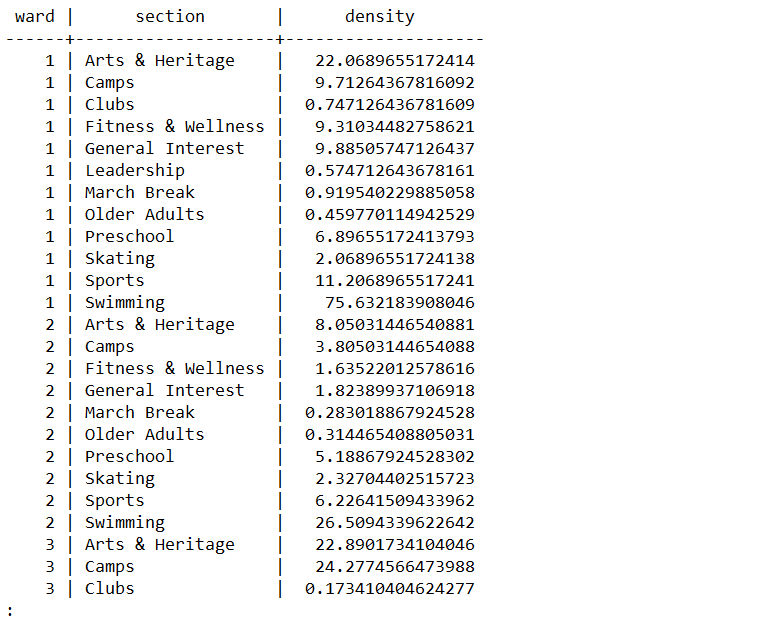 ward |      section       |      density
------+--------------------+--------------------
    1 | Arts & Heritage    |   22.0689655172414
    1 | Camps              |   9.71264367816092
    1 | Clubs              |  0.747126436781609
    1 | Fitness & Wellness |   9.31034482758621
    1 | General Interest   |   9.88505747126437
    1 | Leadership         |  0.574712643678161
    1 | March Break        |  0.919540229885058
    1 | Older Adults       |  0.459770114942529
    1 | Preschool          |   6.89655172413793
    1 | Skating            |   2.06896551724138
    1 | Sports             |   11.2068965517241
    1 | Swimming           |    75.632183908046
    2 | Arts & Heritage    |   8.05031446540881
    2 | Camps              |   3.80503144654088
    2 | Fitness & Wellness |   1.63522012578616
    2 | General Interest   |   1.82389937106918
    2 | March Break        |  0.283018867924528
    2 | Older Adults       |  0.314465408805031
    2 | Preschool          |   5.18867924528302
    2 | Skating            |   2.32704402515723
    2 | Sports             |   6.22641509433962
    2 | Swimming           |   26.5094339622642
    3 | Arts & Heritage    |   22.8901734104046
    3 | Camps              |   24.2774566473988
    3 | Clubs              |  0.173410404624277
: